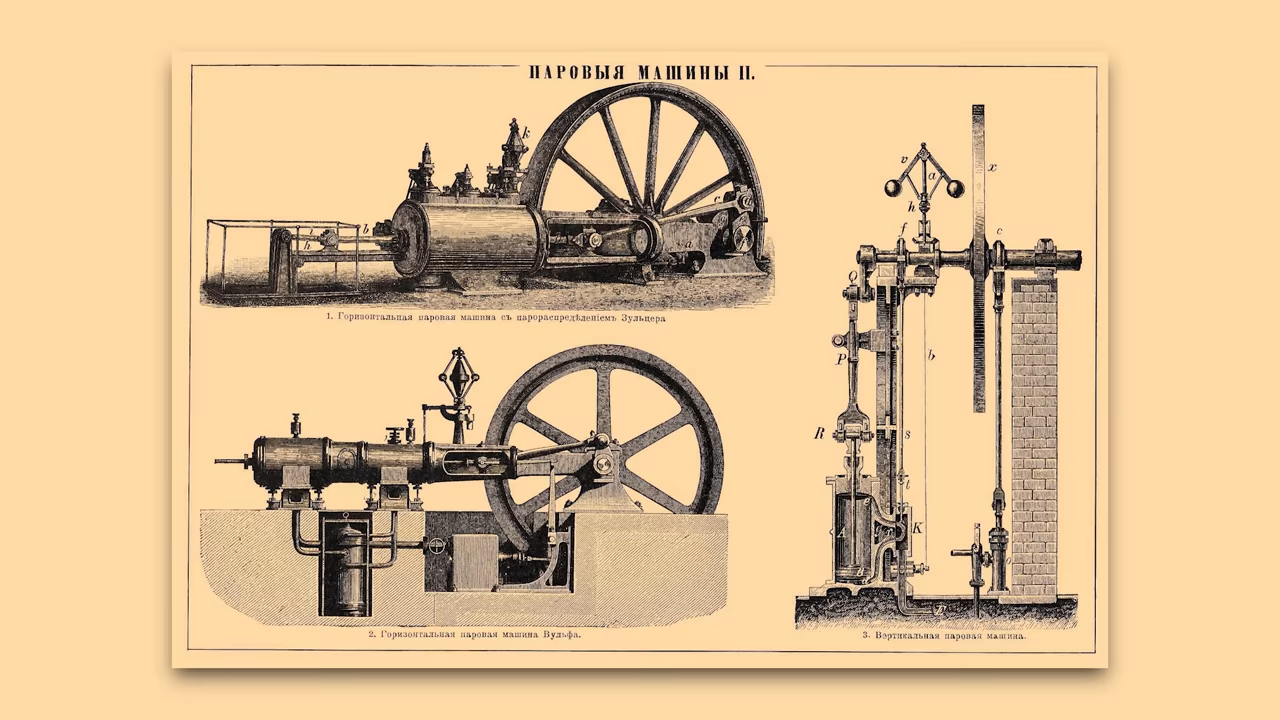 ПАРОВЫЯ МАШИНЫ II.
k
b
h
c
a
1. Горизонтальная паровая машина съ парораспредѣленіемъ Зульцера
2. Горизонтальная паровая машина Вульфа.
v
a
x
h
f
c
Q
P
b
R
s
l
K
A
3. Вертикальная паровая машина.